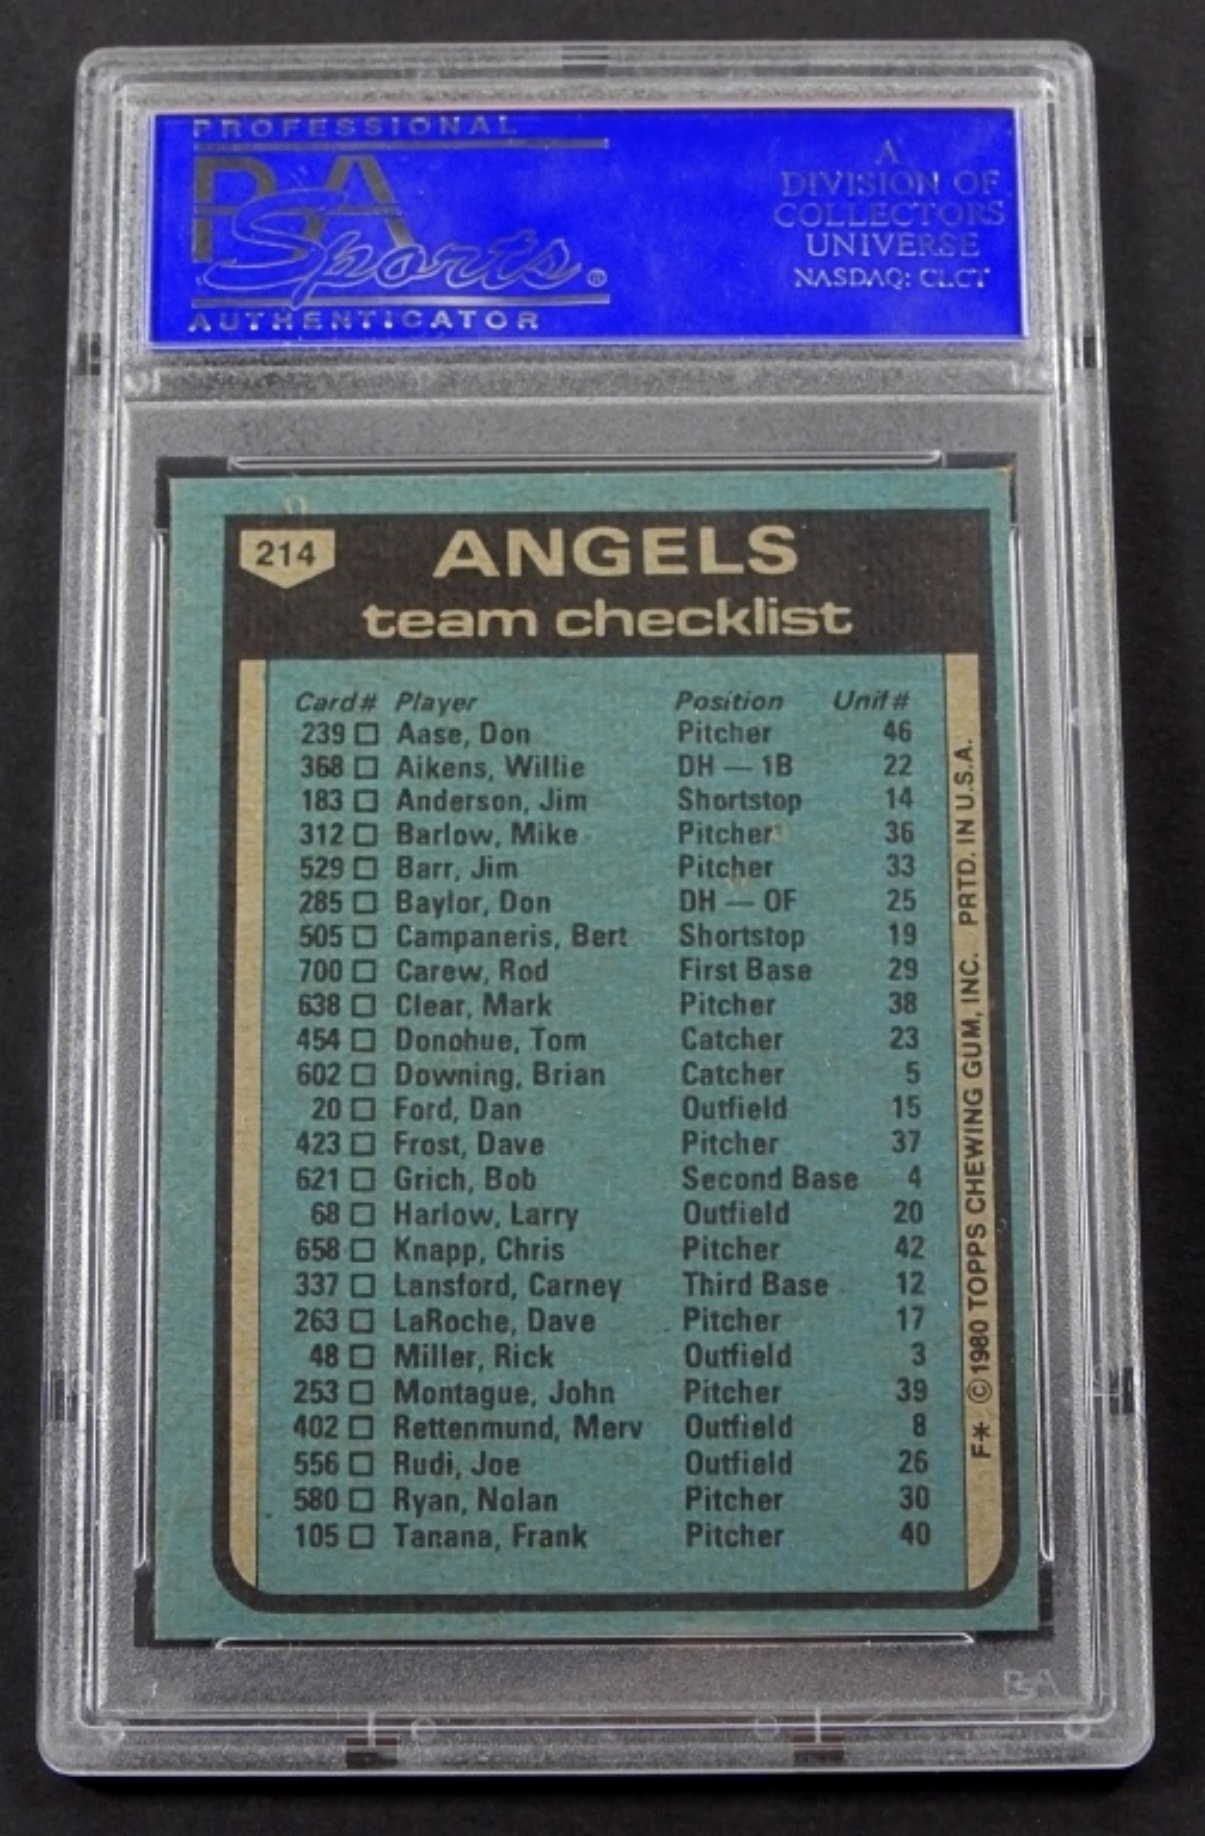 PROFESSIONAL
PSA
Sports®
AUTHENTICATOR
A
DIVISION OF
COLLECTORS
UNIVERSE
NASDAQ: CLCT
214
ANGELS
team checklist
Card # Player Position Unif #
239 □ Aase, Don Pitcher 46
368 □ Aikens, Willie DH — 1B 22
183 □ Anderson, Jim Shortstop 14
312 □ Barlow, Mike Pitcher 36
529 □ Barr, Jim Pitcher 33
285 □ Baylor, Don DH — OF 25
505 □ Campaneris, Bert Shortstop 19
700 □ Carew, Rod First Base 29
638 □ Clear, Mark Pitcher 38
454 □ Donohue, Tom Catcher 23
602 □ Downing, Brian Catcher 5
20 □ Ford, Dan Outfield 15
423 □ Frost, Dave Pitcher 37
621 □ Grich, Bob Second Base 4
68 □ Harlow, Larry Outfield 20
658 □ Knapp, Chris Pitcher 42
337 □ Lansford, Carney Third Base 12
263 □ LaRoche, Dave Pitcher 17
48 □ Miller, Rick Outfield 3
253 □ Montague, John Pitcher 39
402 □ Rettenmund, Merv Outfield 8
556 □ Rudi, Joe Outfield 26
580 □ Ryan, Nolan Pitcher 30
105 □ Tanana, Frank Pitcher 40
F* © 1980 TOPPS CHEWING GUM, INC. PRTD. IN U.S.A.
PSA